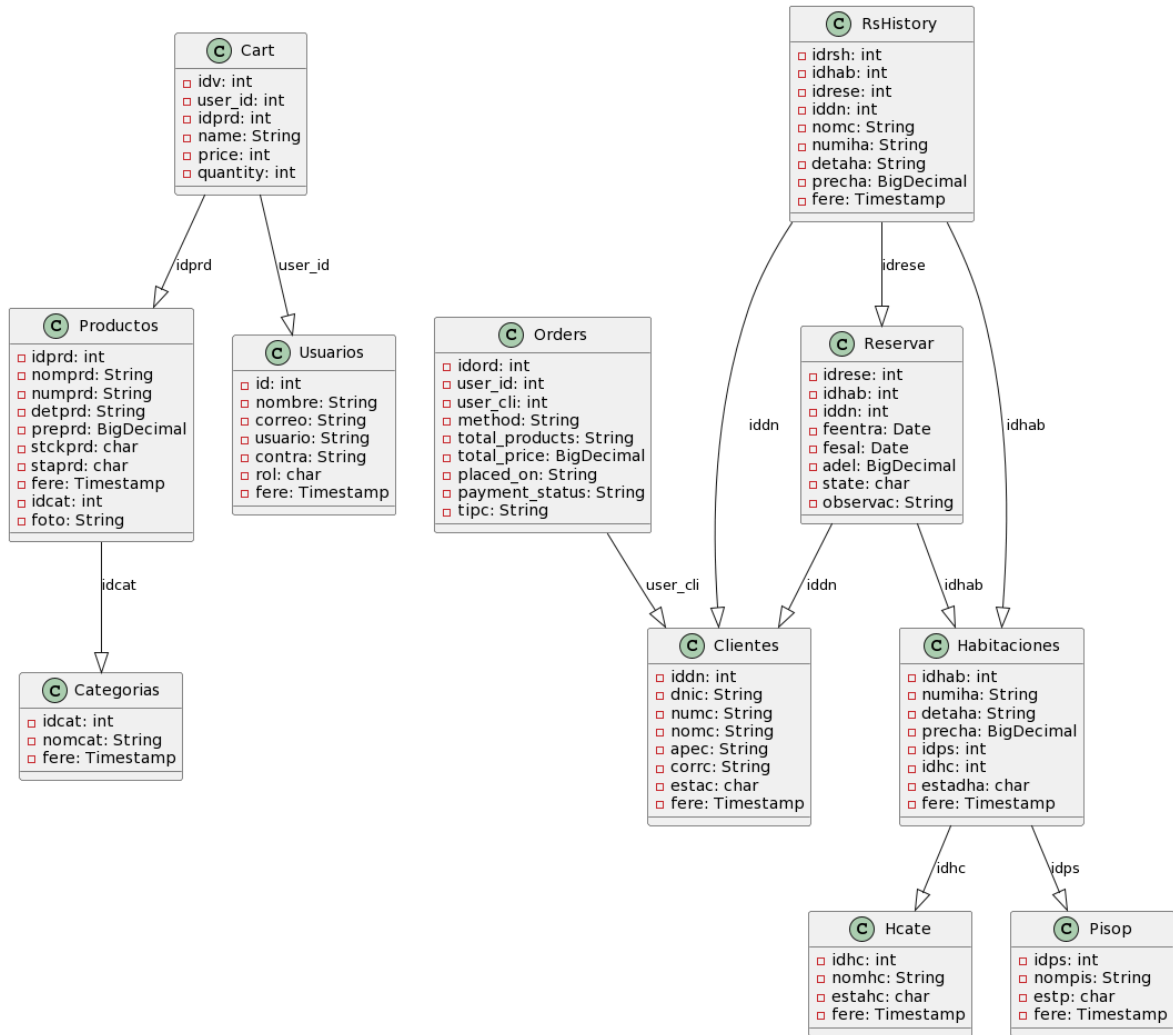 C Cart
idv: int
user_id: int
idprd: int
name: String
price: int
quantity: int
C RsHistory
idrsh: int
idhab: int
idrese: int
iddn: int
nomc: String
numiha: String
detaha: String
precha: BigDecimal
fere: Timestamp
idprd
user_id
iddn
idrese
idhab
C Productos
idprd: int
nomprd: String
numprd: String
detprd: String
preprd: BigDecimal
stckprd: char
staprd: char
fere: Timestamp
idcat: int
foto: String
C Usuarios
id: int
nombre: String
correo: String
usuario: String
contra: String
rol: char
fere: Timestamp
C Orders
idord: int
user_id: int
user_cli: int
method: String
total_products: String
total_price: BigDecimal
placed_on: String
payment_status: String
tipc: String
C Reservar
idrese: int
idhab: int
iddn: int
feentra: Date
fesal: Date
adel: BigDecimal
state: char
observac: String
idcat
user_cli
iddn
idhab
C Categorias
idcat: int
nomcat: String
fere: Timestamp
C Clientes
iddn: int
dnic: String
numc: String
nomc: String
apec: String
corrc: String
estac: char
fere: Timestamp
C Habitaciones
idhab: int
numiha: String
detaha: String
precha: BigDecimal
idps: int
idhc: int
estadha: char
fere: Timestamp
idhc
idps
C Hcate
idhc: int
nomhc: String
estahc: char
fere: Timestamp
C Pisop
idps: int
nompis: String
estp: char
fere: Timestamp